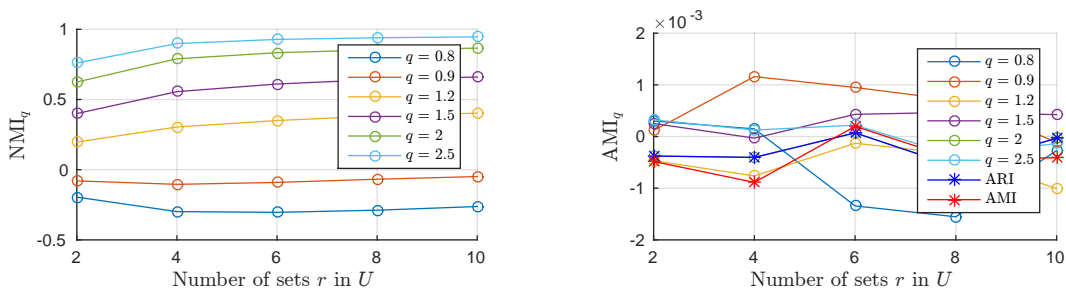 1
0.5
0
-0.5
NMI_q
2 4 6 8 10
Number of sets r in U
q = 0.8
q = 0.9
q = 1.2
q = 1.5
q = 2
q = 2.5
×10^-3
2
1
0
-1
-2
AMI_q
2 4 6 8 10
Number of sets r in U
q = 0.8
q = 0.9
q = 1.2
q = 1.5
q = 2
q = 2.5
ARI
AMI